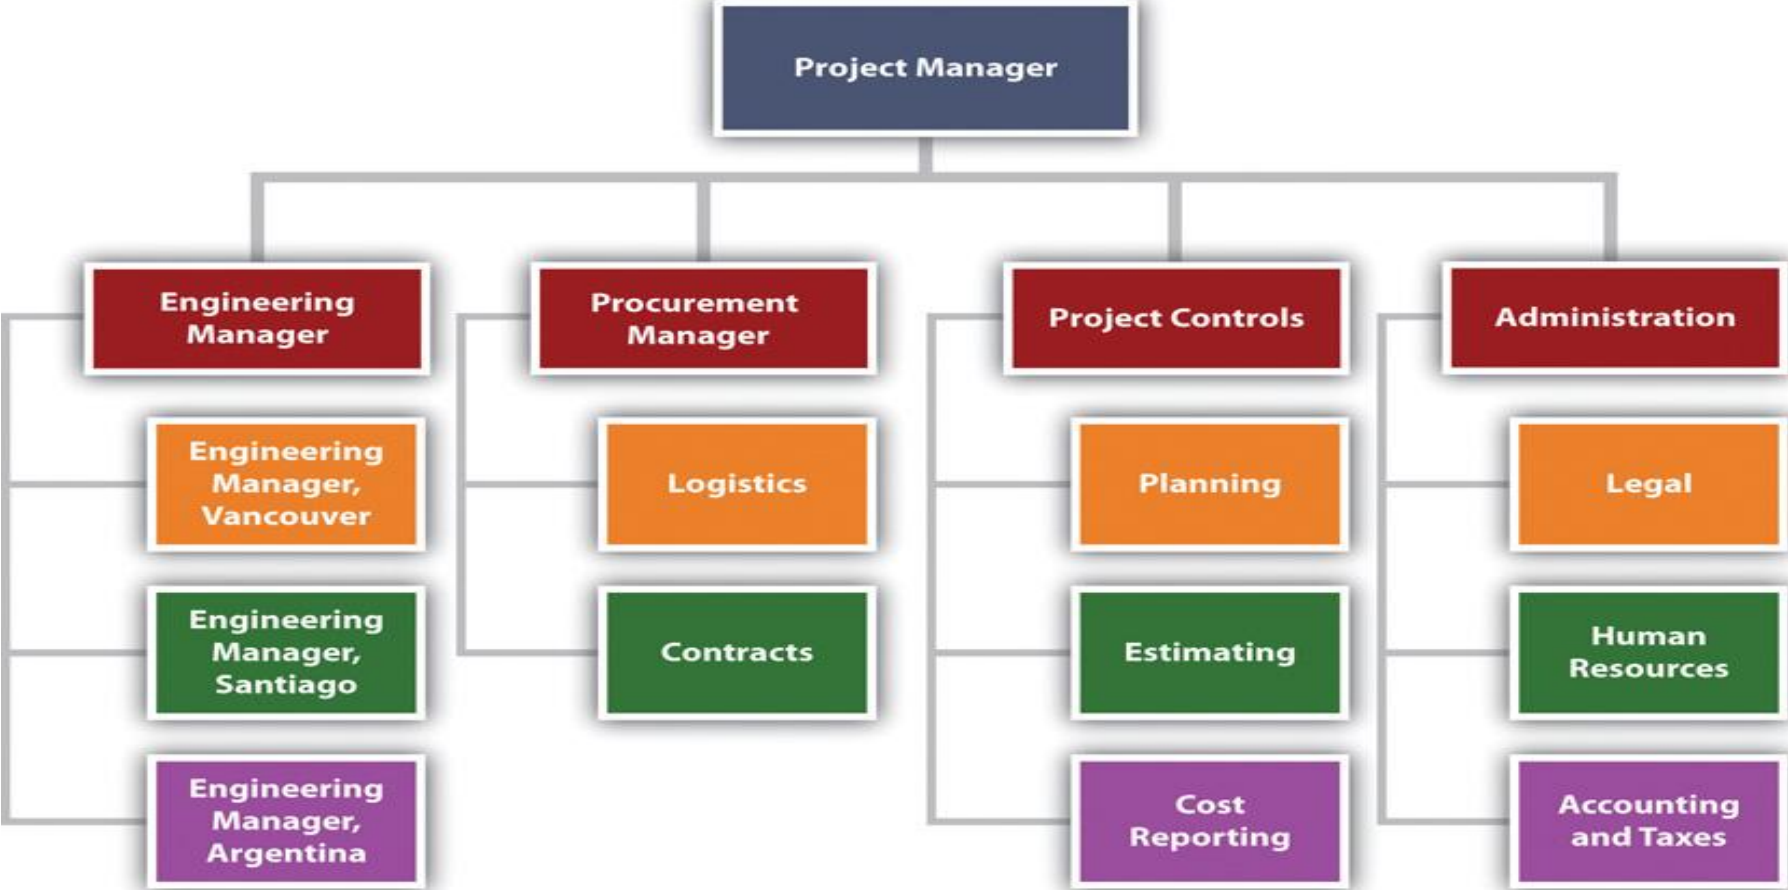 Project Manager
Engineering
Manager
Procurement
Manager
Project Controls
Administration
Engineering
Manager,
Vancouver
Logistics
Planning
Legal
Engineering
Manager,
Santiago
Contracts
Estimating
Human
Resources
Engineering
Manager,
Argentina
Cost
Reporting
Accounting
and Taxes